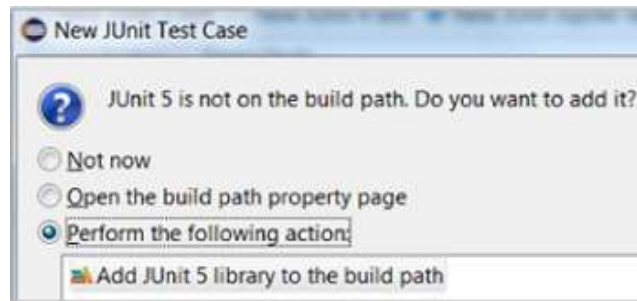 New JUnit Test Case
JUnit 5 is not on the build path. Do you want to add it?
Not now
Open the build path property page
Perform the following action:
Add JUnit 5 library to the build path